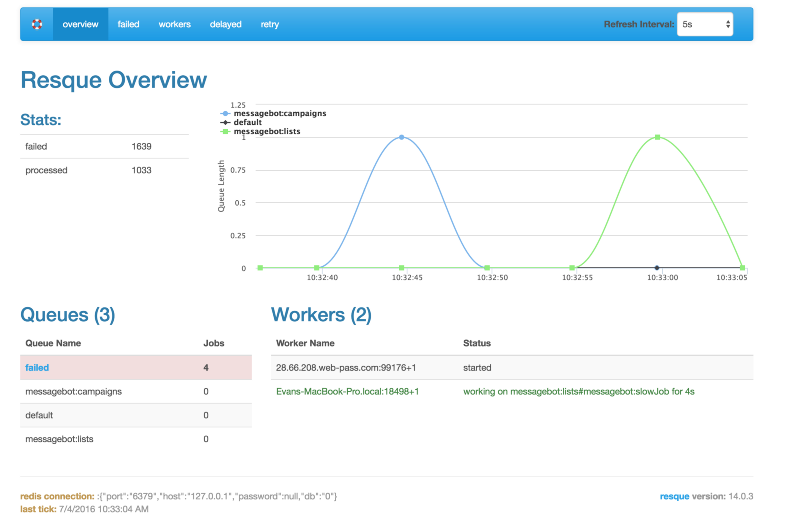 overview failed workers delayed retry Refresh Interval: 5s
Resque Overview
Stats:
failed 1639
processed 1033
messagebot:campaigns
default
messagebot:lists
Queue Length
1.25
1
0.75
0.5
0.25
0
10:32:40 10:32:45 10:32:50 10:32:55 10:33:00 10:33:05
Queues (3)
Queue Name Jobs
failed 4
messagebot:campaigns 0
default 0
messagebot:lists 0
Workers (2)
Worker Name Status
28.66.208.web-pass.com:99176+1 started
Evans-MacBook-Pro.local:18498+1 working on messagebot:lists#messagebot:slowJob for 4s
redis connection: :{"port":"6379","host":"127.0.0.1","password":null,"db":"0"}
last tick: 7/4/2016 10:33:04 AM
resque version: 14.0.3